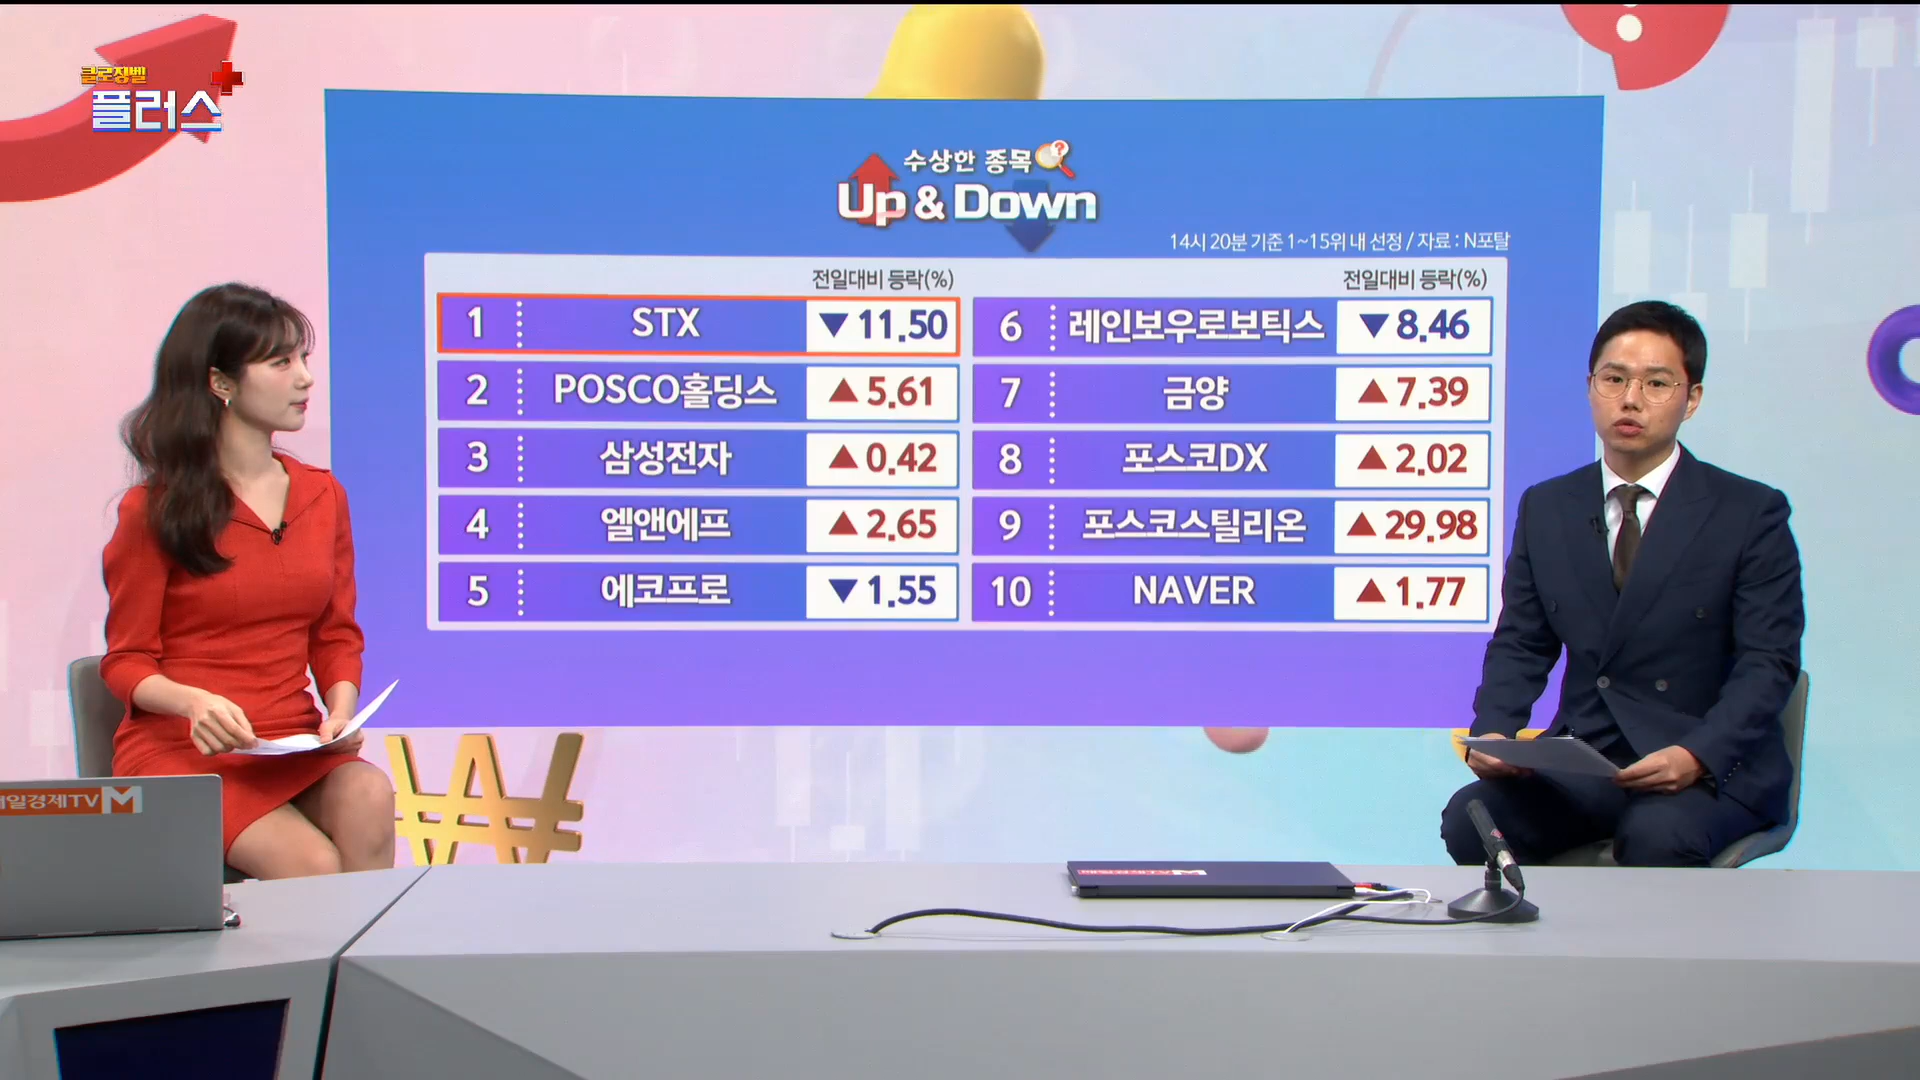 클로징벨
플러스
수상한 종목
Up & Down
14시 20분 기준 1~15위 내 선정 / 자료 : N포탈
전일대비 등락(%)
1 STX ▼11.50
2 POSCO홀딩스 ▲5.61
3 삼성전자 ▲0.42
4 엘앤에프 ▲2.65
5 에코프로 ▼1.55
전일대비 등락(%)
6 레인보우로보틱스 ▼8.46
7 금양 ▲7.39
8 포스코DX ▲2.02
9 포스코스틸리온 ▲29.98
10 NAVER ▲1.77
매일경제TV M